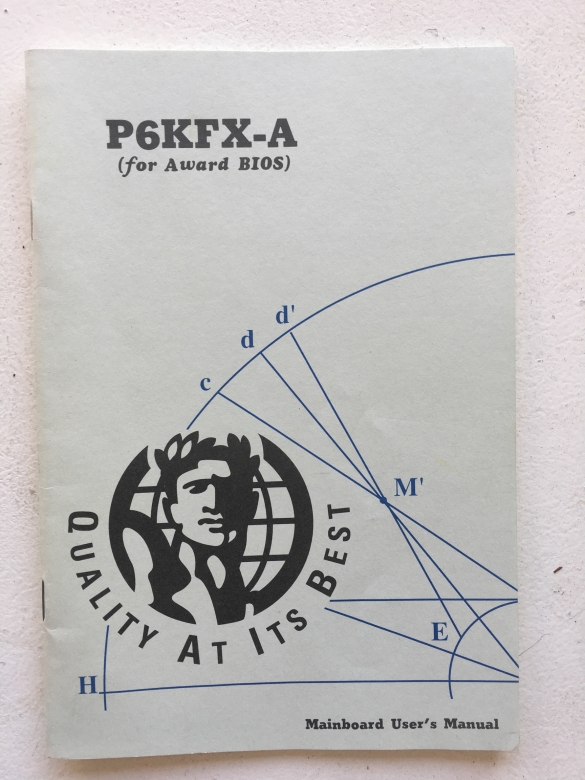 P6KFX-A
(for Award BIOS)
d'
d
c
M'
QUALITY AT ITS BEST
E
H
Mainboard User's Manual